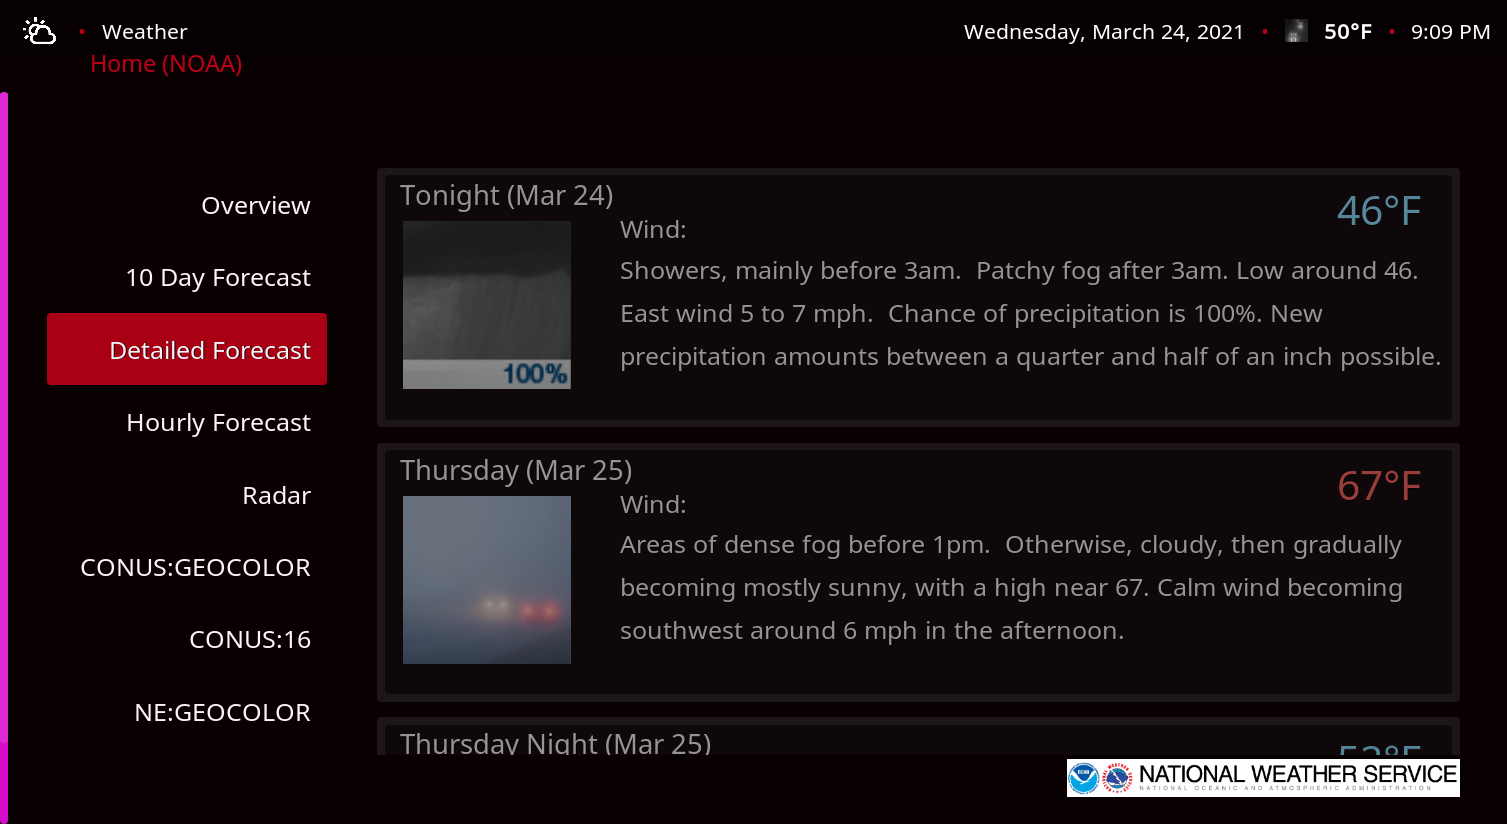 Weather
Wednesday, March 24, 2021 • 50°F • 9:09 PM
Home (NOAA)
Overview
10 Day Forecast
Detailed Forecast
Hourly Forecast
Radar
CONUS:GEOCOLOR
CONUS:16
NE:GEOCOLOR
Tonight (Mar 24)
46°F
Wind:
Showers, mainly before 3am.  Patchy fog after 3am. Low around 46.
East wind 5 to 7 mph.  Chance of precipitation is 100%. New
precipitation amounts between a quarter and half of an inch possible.
100%
Thursday (Mar 25)
67°F
Wind:
Areas of dense fog before 1pm.  Otherwise, cloudy, then gradually
becoming mostly sunny, with a high near 67. Calm wind becoming
southwest around 6 mph in the afternoon.
Thursday Night (Mar 25)
NATIONAL WEATHER SERVICE
NATIONAL OCEANIC AND ATMOSPHERIC ADMINISTRATION